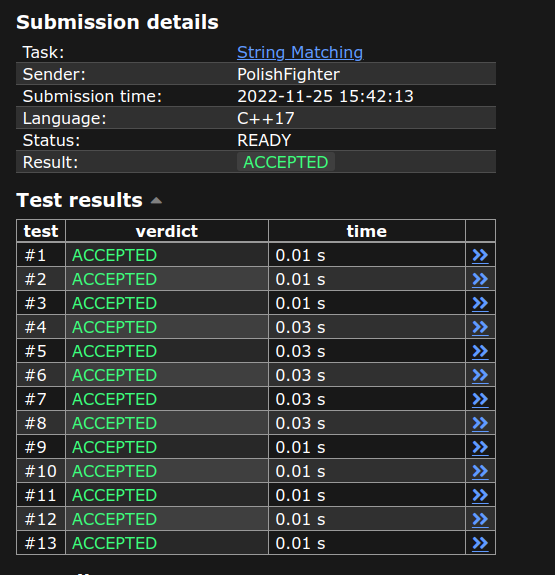 Submission details
Task: String Matching
Sender: PolishFighter
Submission time: 2022-11-25 15:42:13
Language: C++17
Status: READY
Result: ACCEPTED
Test results
test verdict time
#1 ACCEPTED 0.01 s
#2 ACCEPTED 0.01 s
#3 ACCEPTED 0.01 s
#4 ACCEPTED 0.03 s
#5 ACCEPTED 0.03 s
#6 ACCEPTED 0.03 s
#7 ACCEPTED 0.03 s
#8 ACCEPTED 0.03 s
#9 ACCEPTED 0.01 s
#10 ACCEPTED 0.01 s
#11 ACCEPTED 0.01 s
#12 ACCEPTED 0.01 s
#13 ACCEPTED 0.01 s